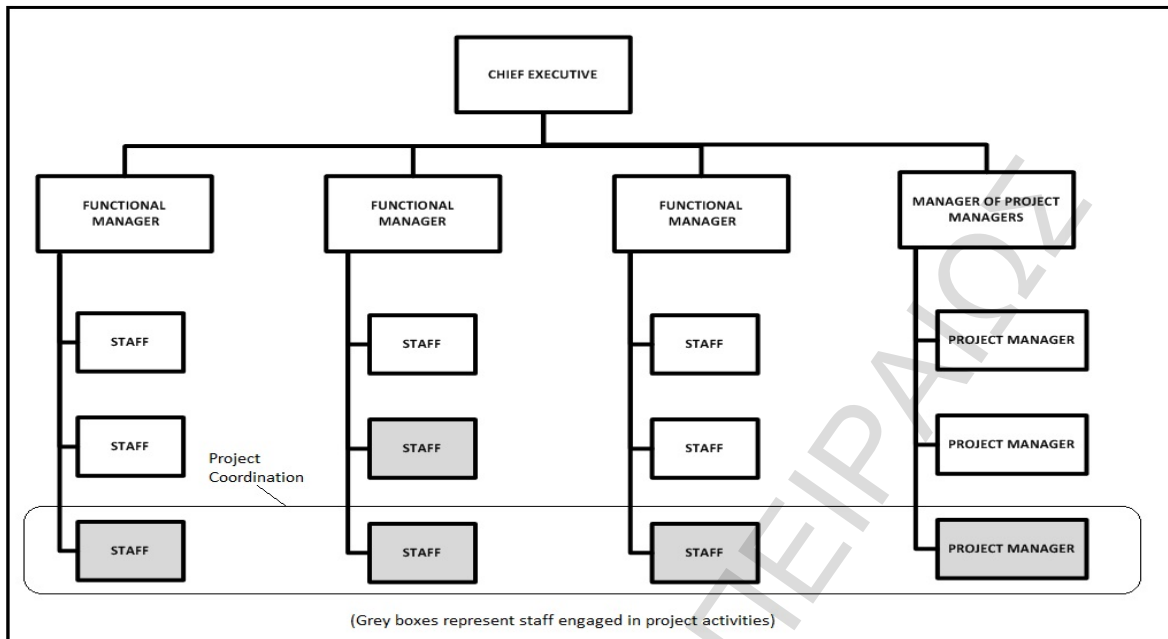 CHIEF EXECUTIVE
FUNCTIONAL
MANAGER
FUNCTIONAL
MANAGER
FUNCTIONAL
MANAGER
MANAGER OF PROJECT
MANAGERS
STAFF
STAFF
STAFF
PROJECT MANAGER
STAFF
STAFF
STAFF
PROJECT MANAGER
Project
Coordination
STAFF
STAFF
STAFF
PROJECT MANAGER
(Grey boxes represent staff engaged in project activities)
ΠΕΙΡΑΙΩΣ